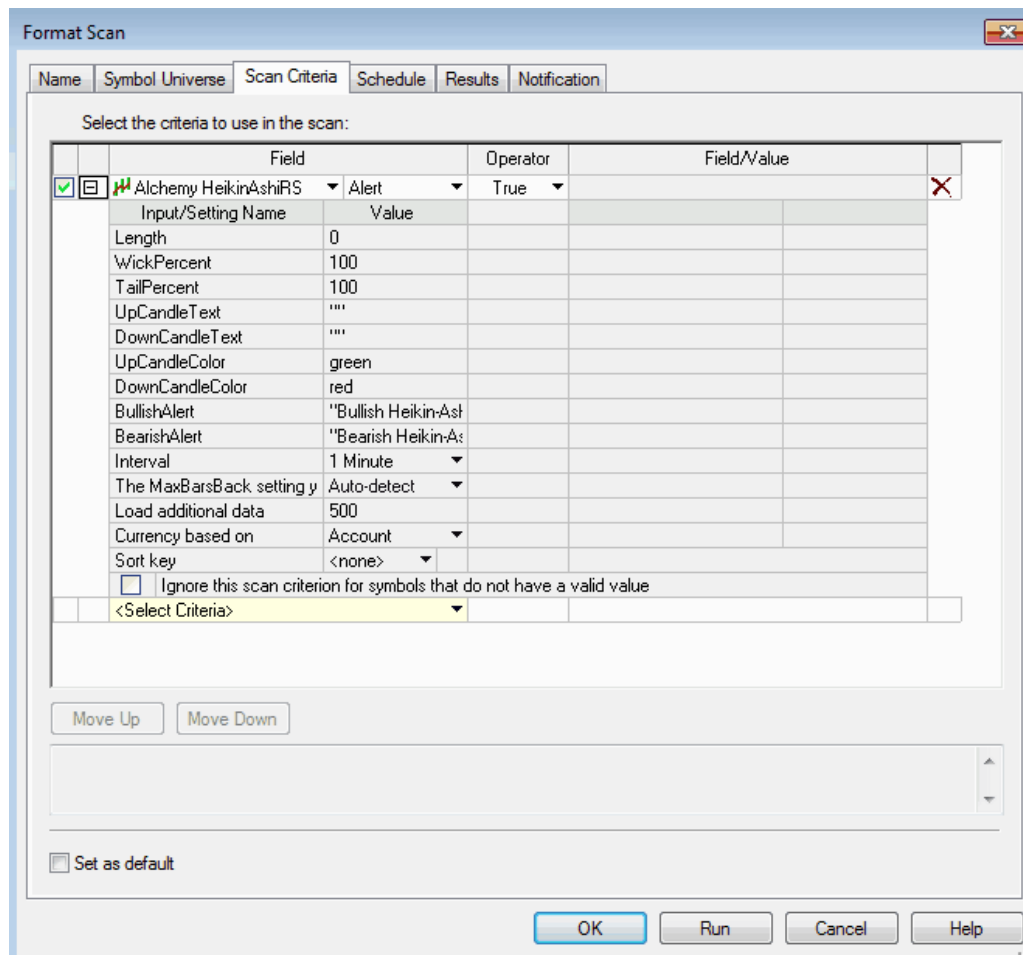 Format Scan
Name Symbol Universe Scan Criteria Schedule Results Notification
Select the criteria to use in the scan:
Field Operator Field/Value
Alchemy HeikinAshiRS Alert True
Input/Setting Name Value
Length 0
WickPercent 100
TailPercent 100
UpCandleText ""
DownCandleText ""
UpCandleColor green
DownCandleColor red
BullishAlert "Bullish Heikin-Ash
BearishAlert "Bearish Heikin-As
Interval 1 Minute
The MaxBarsBack setting y Auto-detect
Load additional data 500
Currency based on Account
Sort key <none>
Ignore this scan criterion for symbols that do not have a valid value
<Select Criteria>
Move Up Move Down
Set as default
OK Run Cancel Help